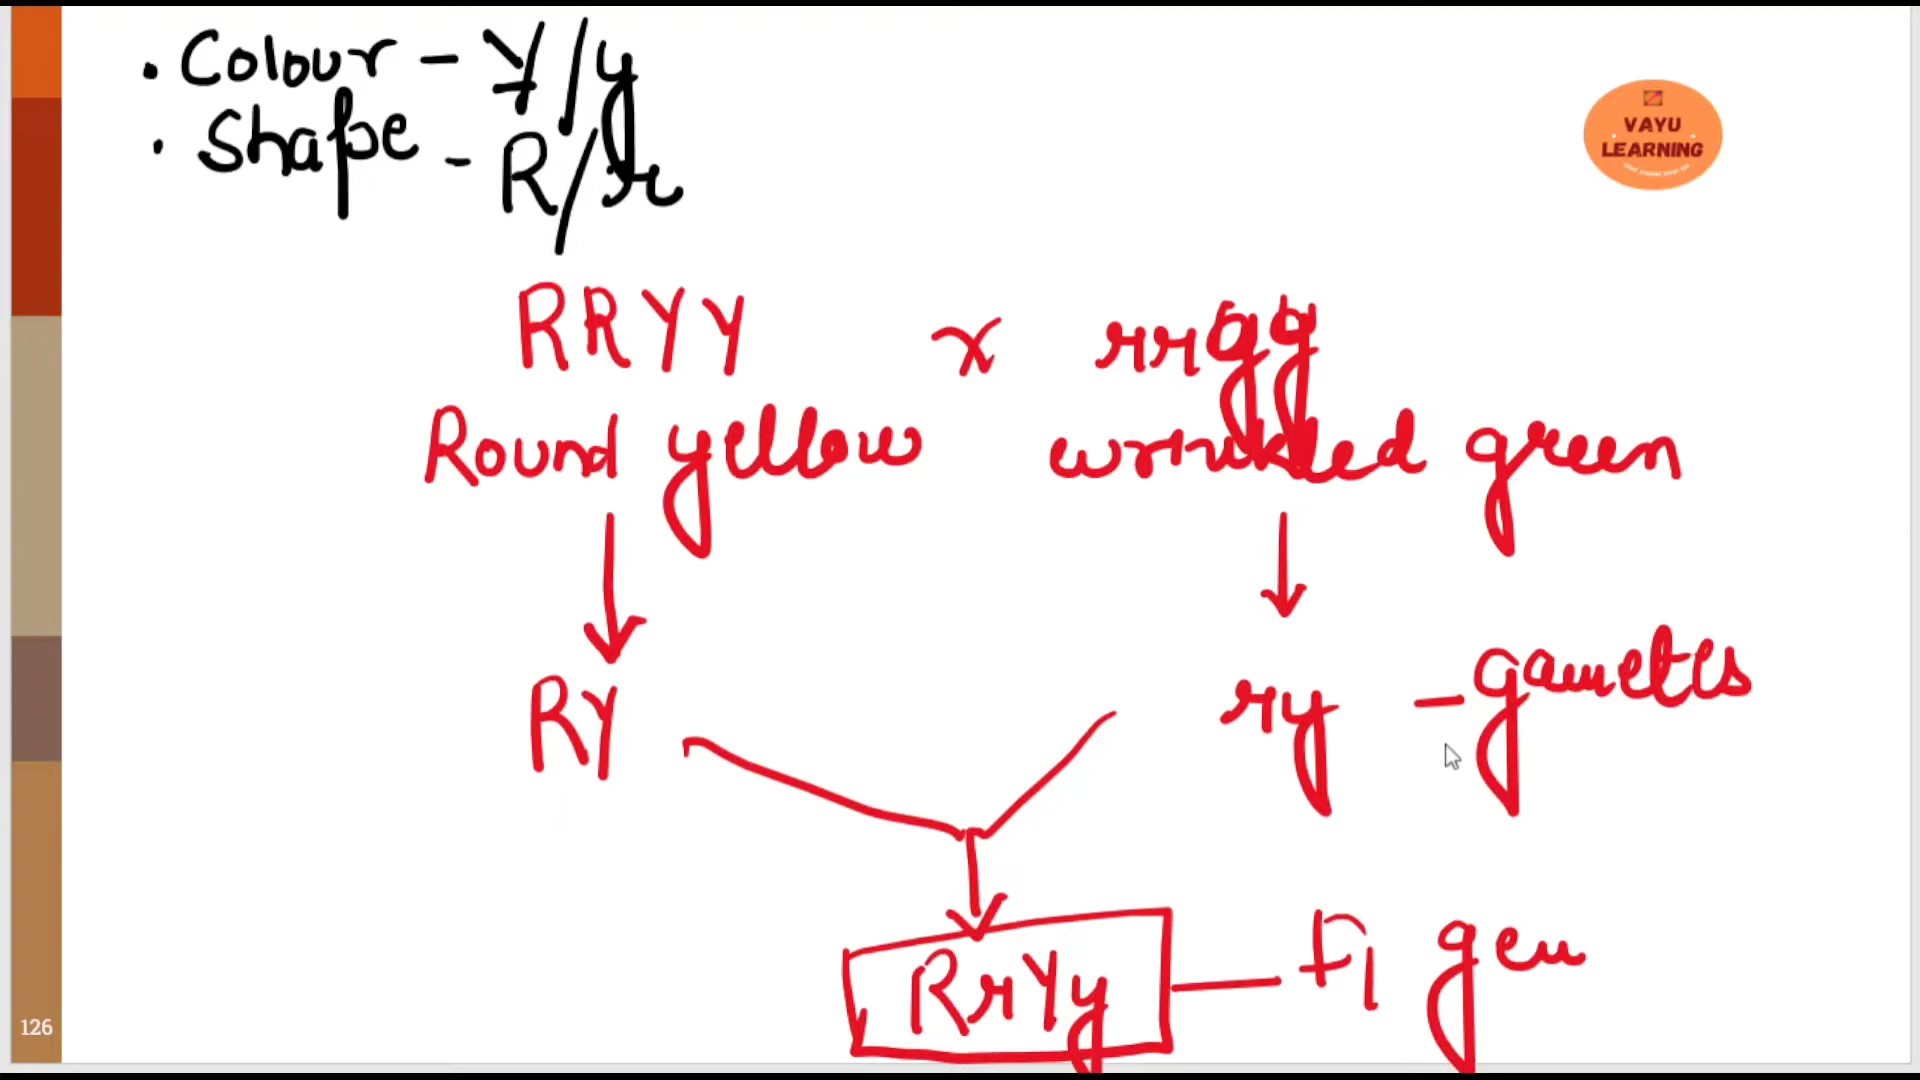 . Colour - Y/y
. Shape - R/r
VAYU
LEARNING
RRYY x rryy
Round yellow wrinkled green
RY ry - gametes
RrYy - F1 gen
126